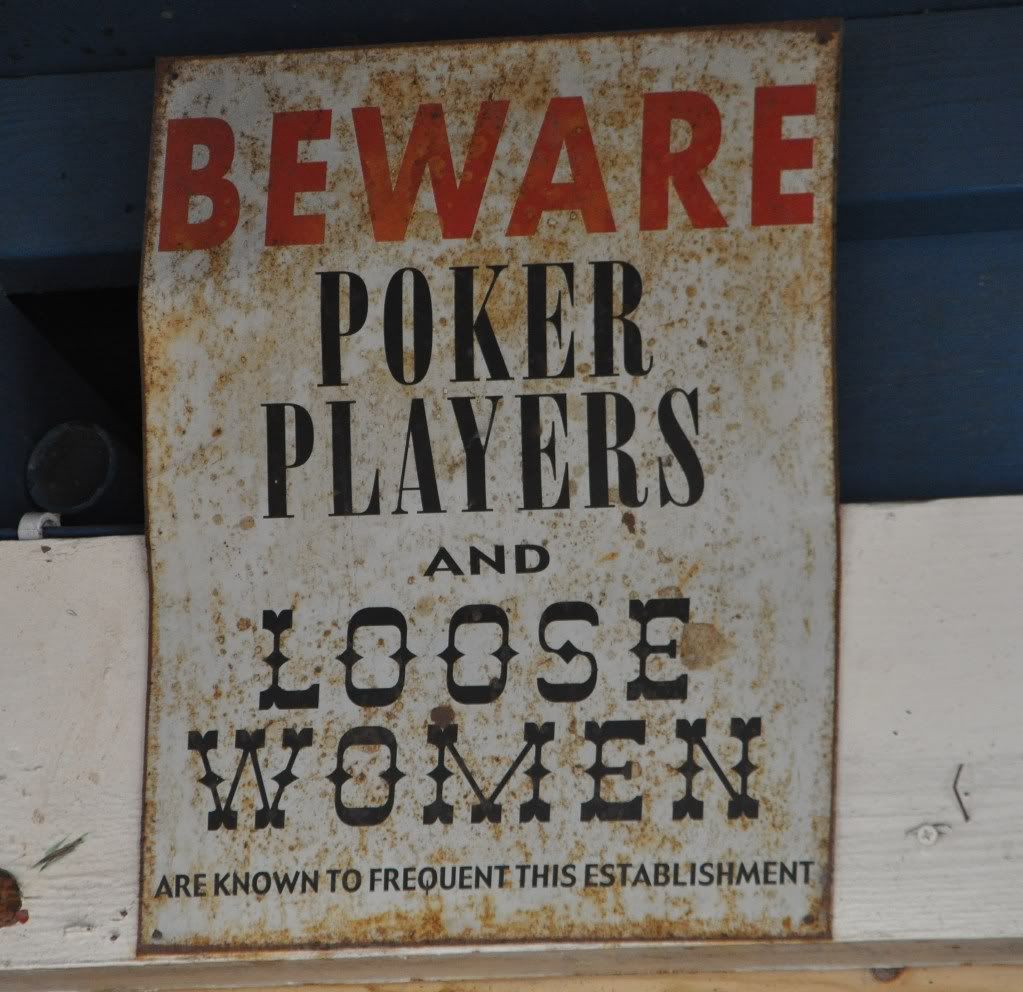 BEWARE
POKER
PLAYERS
AND
LOOSE
WOMEN
ARE KNOWN TO FREQUENT THIS ESTABLISHMENT